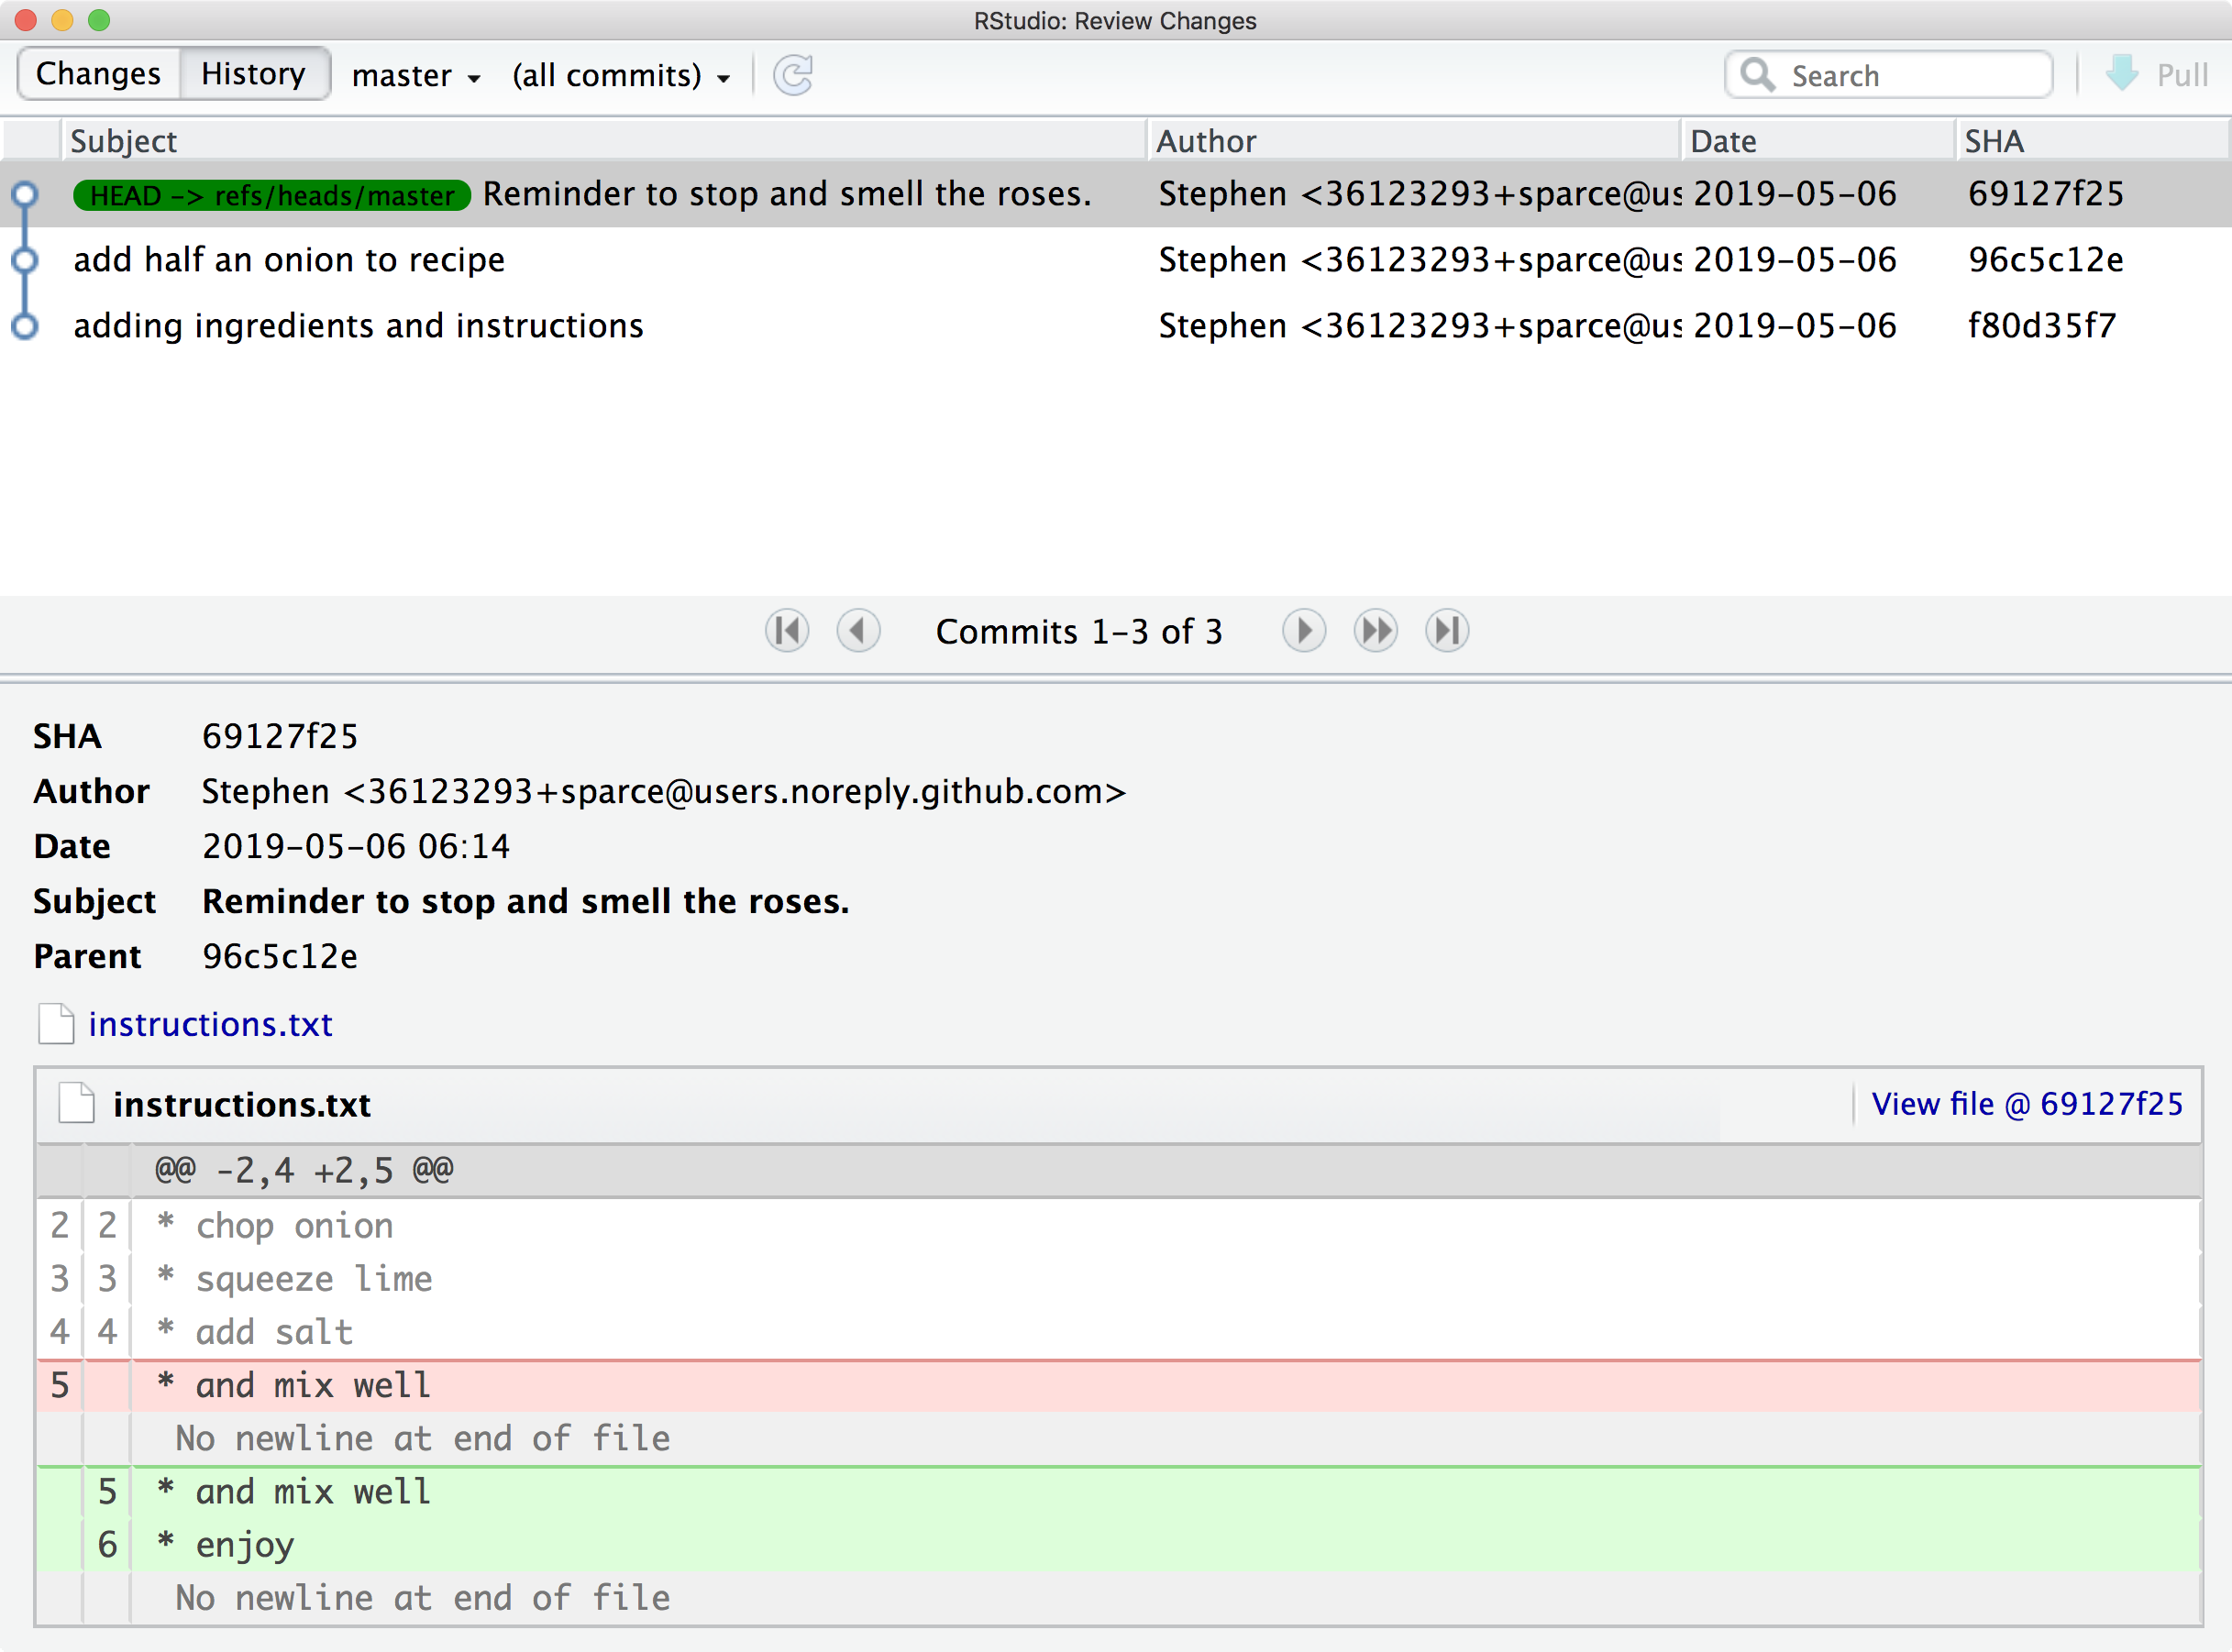 RStudio: Review Changes
Changes History master (all commits) Search Pull
Subject Author Date SHA
HEAD -> refs/heads/master Reminder to stop and smell the roses. Stephen <36123293+sparce@us 2019-05-06 69127f25
add half an onion to recipe Stephen <36123293+sparce@us 2019-05-06 96c5c12e
adding ingredients and instructions Stephen <36123293+sparce@us 2019-05-06 f80d35f7
Commits 1-3 of 3
SHA 69127f25
Author Stephen <36123293+sparce@users.noreply.github.com>
Date 2019-05-06 06:14
Subject Reminder to stop and smell the roses.
Parent 96c5c12e
instructions.txt
instructions.txt View file @ 69127f25
@@ -2,4 +2,5 @@
2 2 * chop onion
3 3 * squeeze lime
4 4 * add salt
5 * and mix well
No newline at end of file
5 * and mix well
6 * enjoy
No newline at end of file